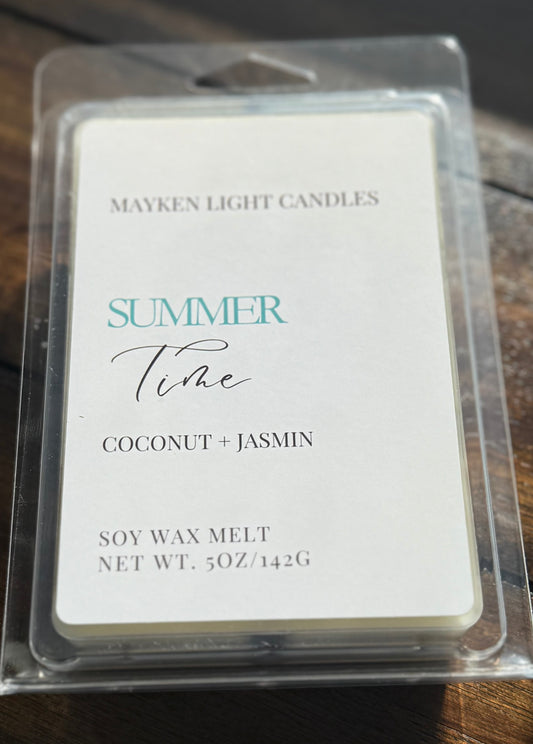 MAYKEN LIGHT CANDLES
SUMMER
Time
COCONUT + JASMIN
SOY WAX MELT
NET WT. 5OZ/142G